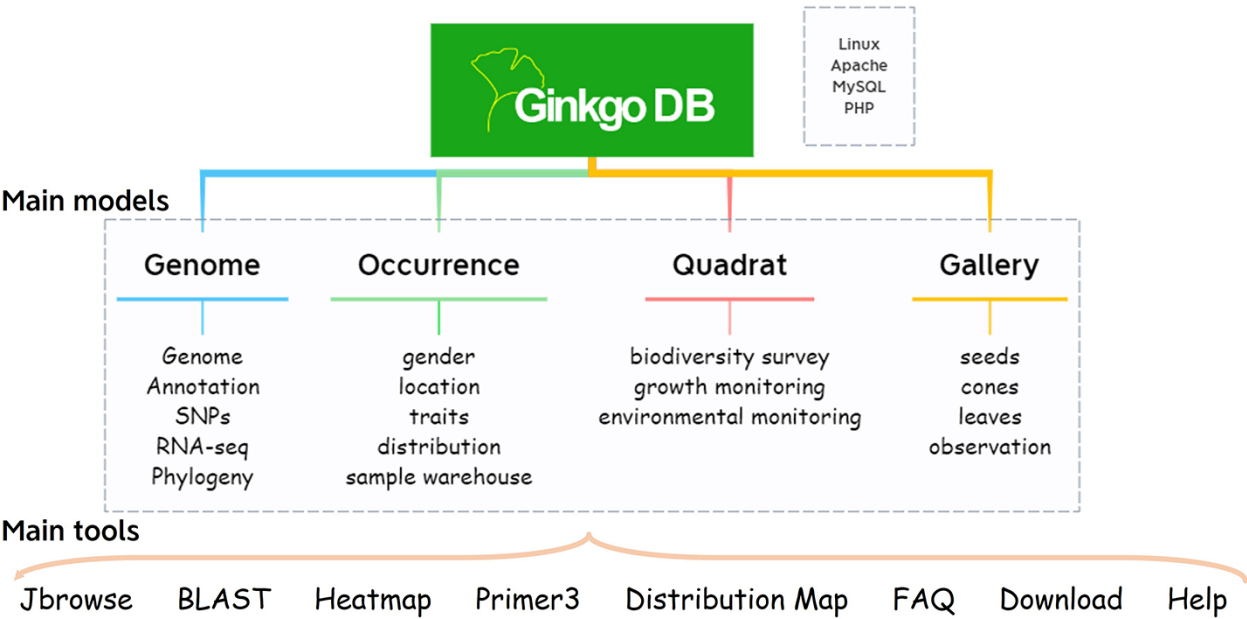 Ginkgo DB
Linux
Apache
MySQL
PHP
Main models
Genome
Genome
Annotation
SNPs
RNA-seq
Phylogeny
Occurrence
gender
location
traits
distribution
sample warehouse
Quadrat
biodiversity survey
growth monitoring
environmental monitoring
Gallery
seeds
cones
leaves
observation
Main tools
Jbrowse BLAST Heatmap Primer3 Distribution Map FAQ Download Help